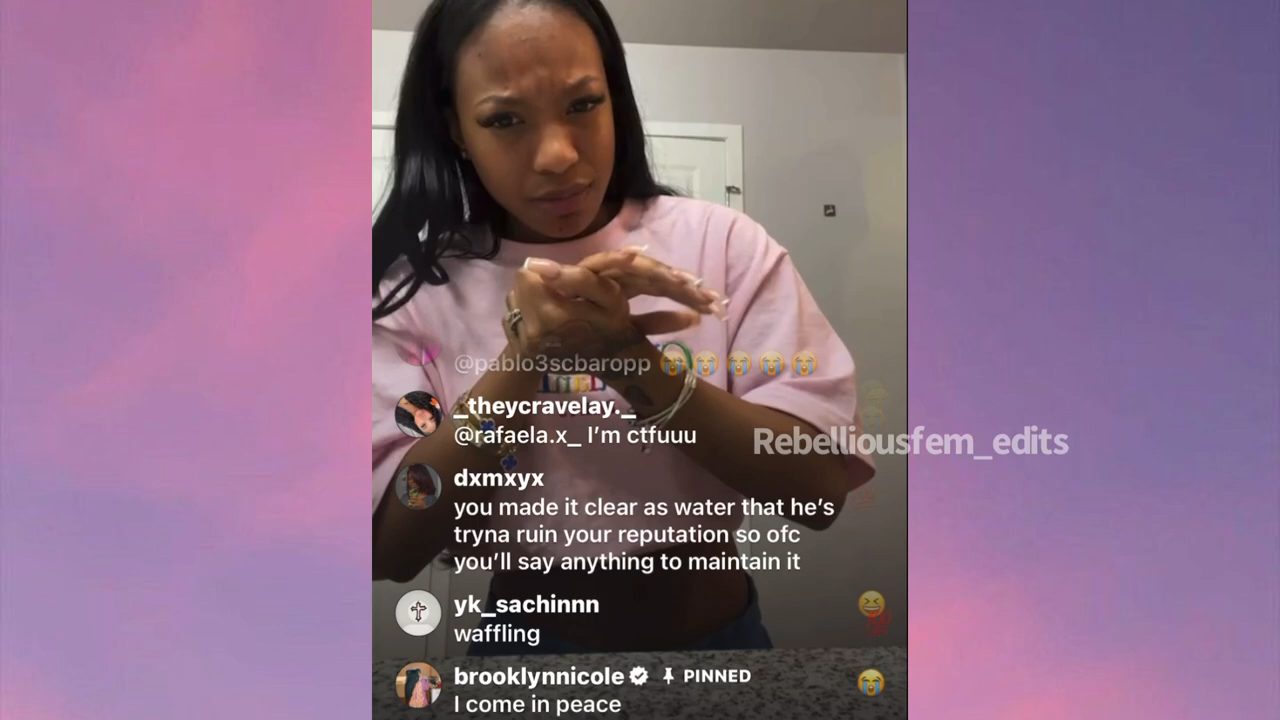 @pablo3scbaropp 😭😭😭😭😭
_theycravelay._
@rafaela.x_ I’m ctfuuu
Rebelliousfem_edits
dxmxyx
you made it clear as water that he’s
tryna ruin your reputation so ofc
you’ll say anything to maintain it
yk_sachinnn
waffling
brooklynnicole PINNED
I come in peace